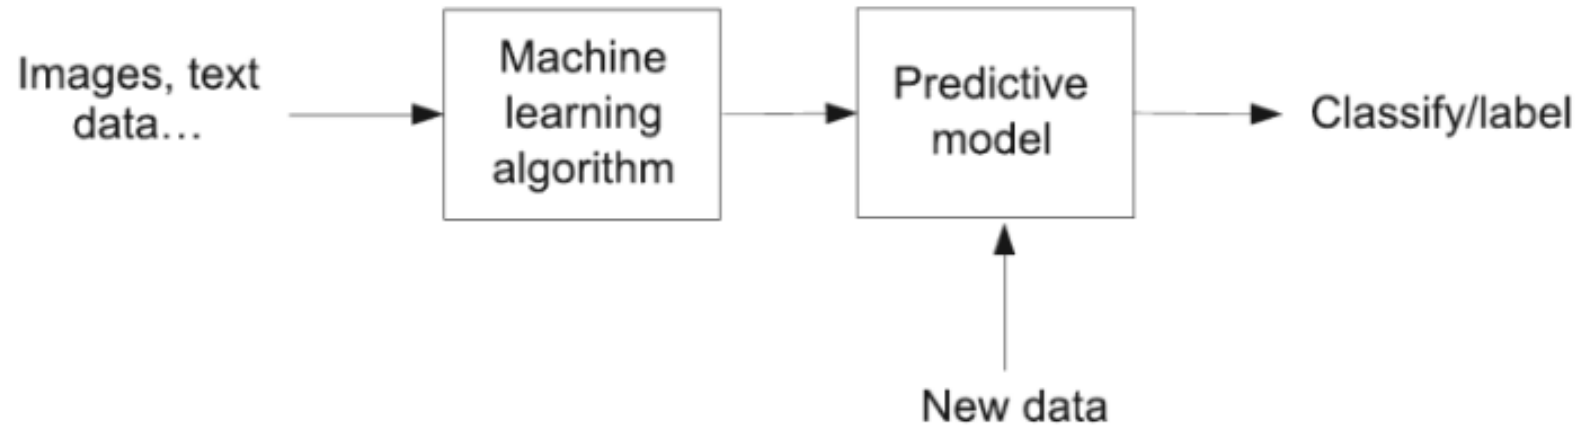 Images, text
data…
Machine
learning
algorithm
Predictive
model
Classify/label
New data